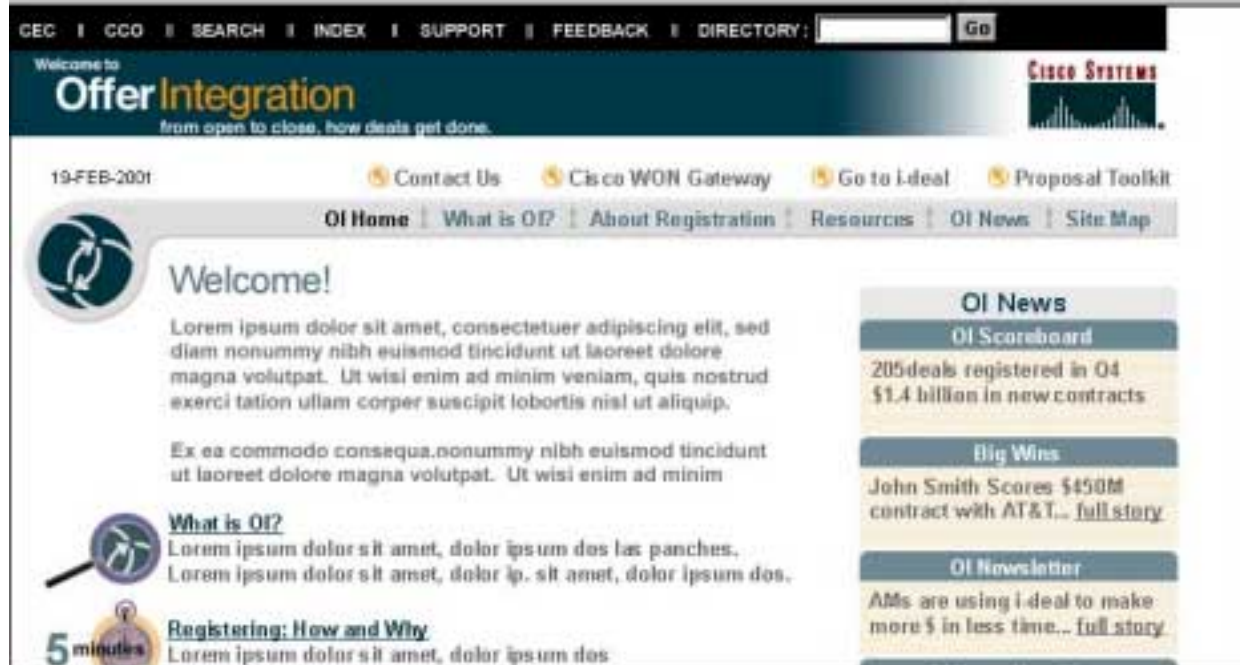 CEC | CCO | SEARCH | INDEX | SUPPORT | FEEDBACK | DIRECTORY: Go
Welcome to
Offer Integration
from open to close, how deals get done.
CISCO SYSTEMS
19-FEB-2001
Contact Us
Cisco WON Gateway
Go to i-deal
Proposal Toolkit
OI Home | What is OI? | About Registration | Resources | OI News | Site Map
Welcome!
Lorem ipsum dolor sit amet, consectetuer adipiscing elit, sed
diam nonummy nibh euismod tincidunt ut laoreet dolore
magna volutpat. Ut wisi enim ad minim veniam, quis nostrud
exerci tation ullam corper suscipit lobortis nisl ut aliquip.
Ex ea commodo consequa.nonummy nibh euismod tincidunt
ut laoreet dolore magna volutpat. Ut wisi enim ad minim
What is OI?
Lorem ipsum dolor sit amet, dolor ipsum dos las panches.
Lorem ipsum dolor sit amet, dolor ip. sit amet, dolor ipsum dos.
5 minutes
Registering: How and Why
Lorem ipsum dolor sit amet, dolor ipsum dos
OI News
OI Scoreboard
205deals registered in Q4
$1.4 billion in new contracts
Big Wins
John Smith Scores $450M
contract with AT&T... full story
OI Newsletter
AMs are using i-deal to make
more $ in less time... full story